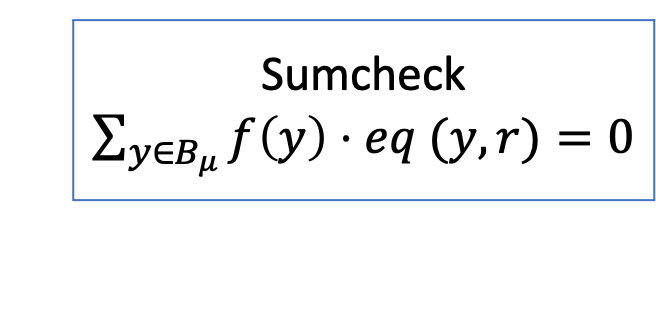 Sumcheck
∑_{y∈B_μ} f(y) · eq (y, r) = 0